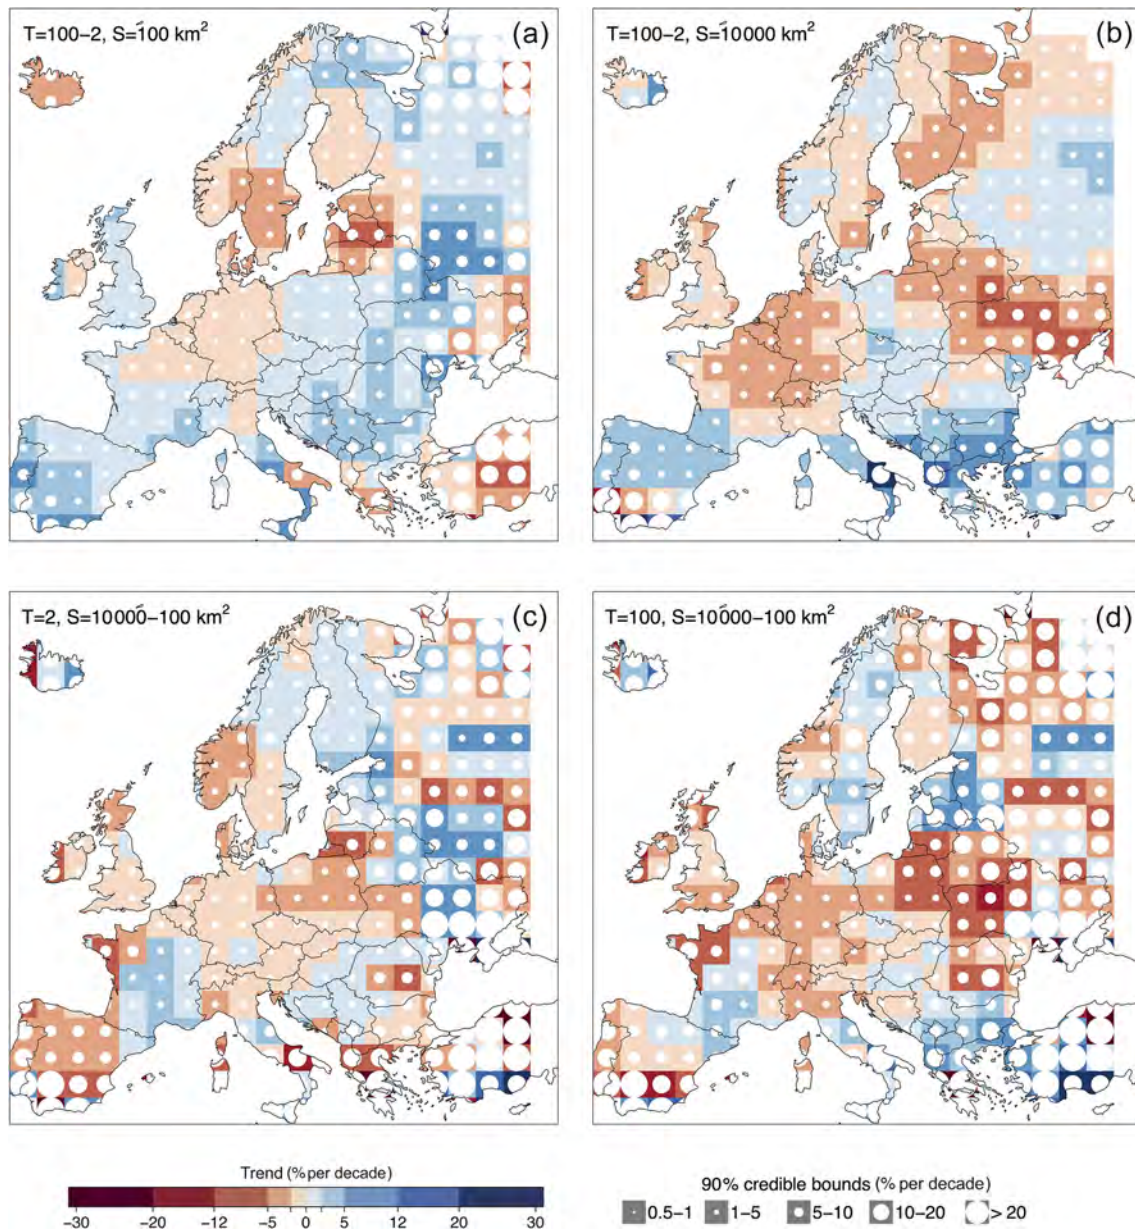 T=100−2, S=100 km²
(a)
T=100−2, S=10000 km²
(b)
T=2, S=10000−100 km²
(c)
T=100, S=10000−100 km²
(d)
Trend (% per decade)
−30 −20 −12 −5 −2 0 2 5 12 20 30
90% credible bounds (% per decade)
0.5−1 1−5 5−10 10−20 > 20